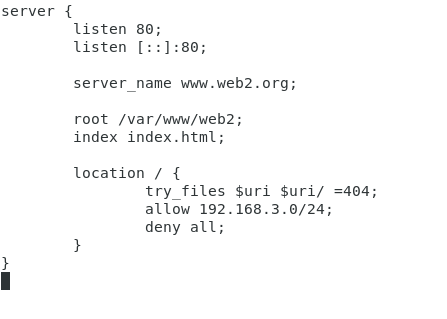 server {
        listen 80;
        listen [::]:80;

        server_name www.web2.org;

        root /var/www/web2;
        index index.html;

        location / {
                try_files $uri $uri/ =404;
                allow 192.168.3.0/24;
                deny all;
        }
}